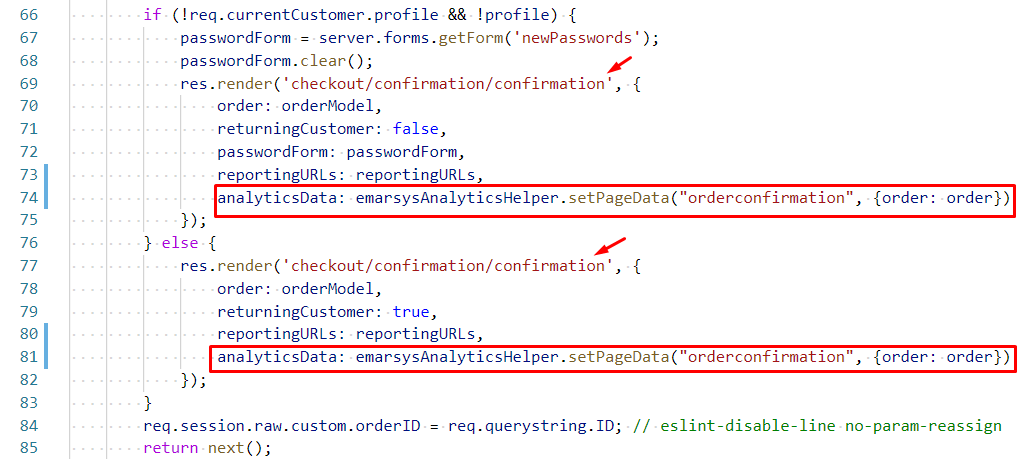 66 if (!req.currentCustomer.profile && !profile) {
67 passwordForm = server.forms.getForm('newPasswords');
68 passwordForm.clear();
69 res.render('checkout/confirmation/confirmation', {
70 order: orderModel,
71 returningCustomer: false,
72 passwordForm: passwordForm,
73 reportingURLs: reportingURLs,
74 analyticsData: emarsysAnalyticsHelper.setPageData("orderconfirmation", {order: order})
75 });
76 } else {
77 res.render('checkout/confirmation/confirmation', {
78 order: orderModel,
79 returningCustomer: true,
80 reportingURLs: reportingURLs,
81 analyticsData: emarsysAnalyticsHelper.setPageData("orderconfirmation", {order: order})
82 });
83 }
84 req.session.raw.custom.orderID = req.querystring.ID; // eslint-disable-line no-param-reassign
85 return next();